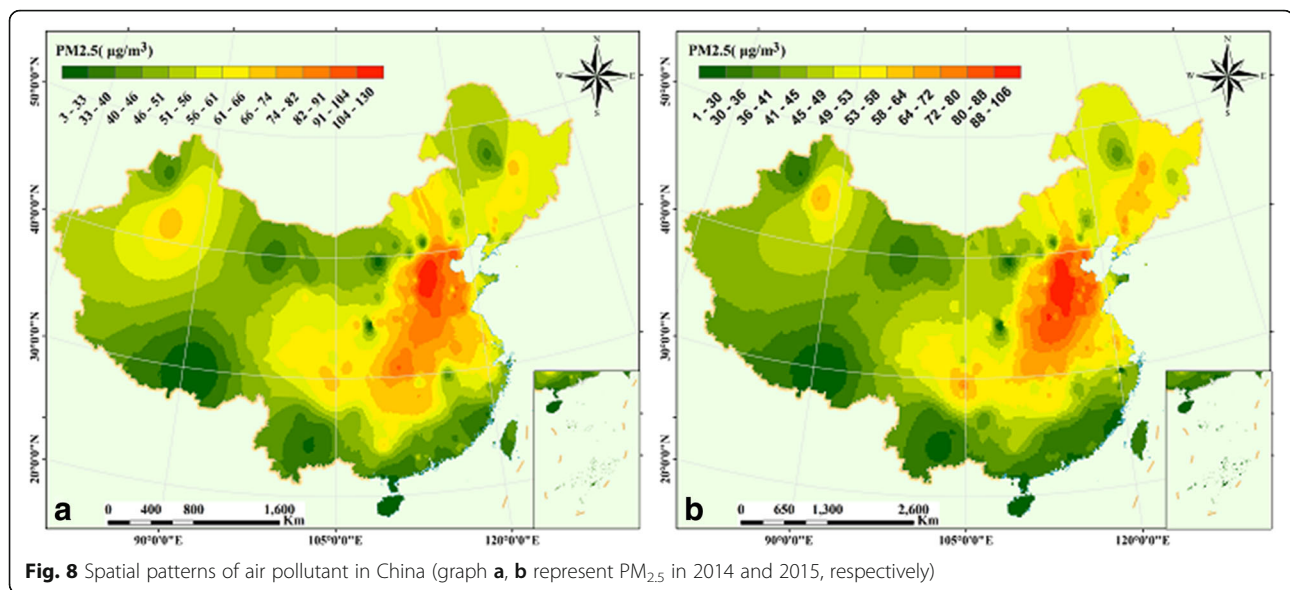 PM2.5( µg/m³)
3 - 33
33 - 40
40 - 46
46 - 51
51 - 56
56 - 61
61 - 66
66 - 74
74 - 82
82 - 91
91 - 104
104 - 130
N
W E
S
50°0'0"N
40°0'0"N
30°0'0"N
20°0'0"N
a
0 400 800 1,600
Km
90°0'0"E 105°0'0"E 120°0'0"E
PM2.5( µg/m³)
1 - 30
30 - 36
36 - 41
41 - 45
45 - 49
49 - 53
53 - 58
58 - 64
64 - 72
72 - 80
80 - 88
88 - 106
N
W E
S
50°0'0"N
40°0'0"N
30°0'0"N
20°0'0"N
b
0 650 1,300 2,600
Km
90°0'0"E 105°0'0"E 120°0'0"E
Fig. 8 Spatial patterns of air pollutant in China (graph a, b represent PM2.5 in 2014 and 2015, respectively)